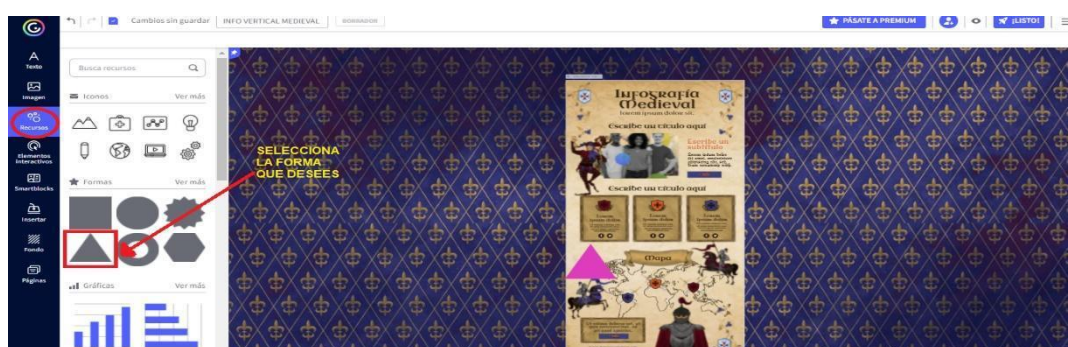 Cambios sin guardar
INFO VERTICAL MEDIEVAL
BORRADOR
PÁSATE A PREMIUM
¡LISTO!
Texto
Imagen
Recursos
Elementos
Interactivos
Smartblocks
Insertar
Fondo
Páginas
Busca recursos
Iconos
Ver más
Formas
Ver más
Gráficas
Ver más
SELECCIONA
LA FORMA
QUE DESEES
Infografía
Medieval
lorem ipsum dolor sit.
Escribe un título aquí
Escribe un
subtítulo
Escribe un título aquí
Mapa